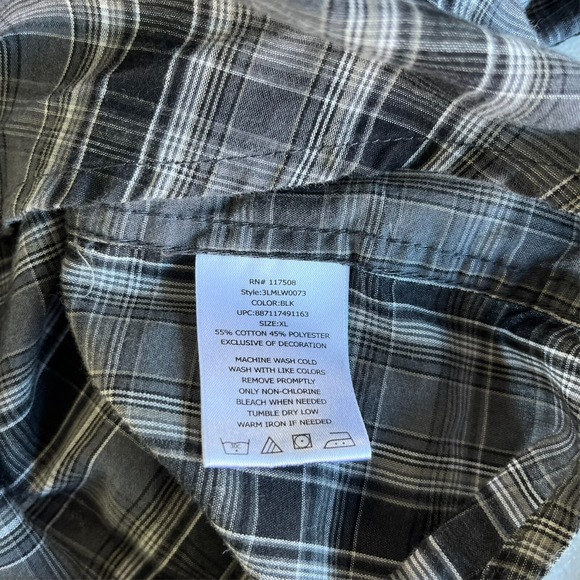 RN# 117508
Style:3LMLW0073
COLOR:BLK
UPC:887117491163
SIZE:XL
55% COTTON 45% POLYESTER
EXCLUSIVE OF DECORATION
MACHINE WASH COLD
WASH WITH LIKE COLORS
REMOVE PROMPTLY
ONLY NON-CHLORINE
BLEACH WHEN NEEDED
TUMBLE DRY LOW
WARM IRON IF NEEDED